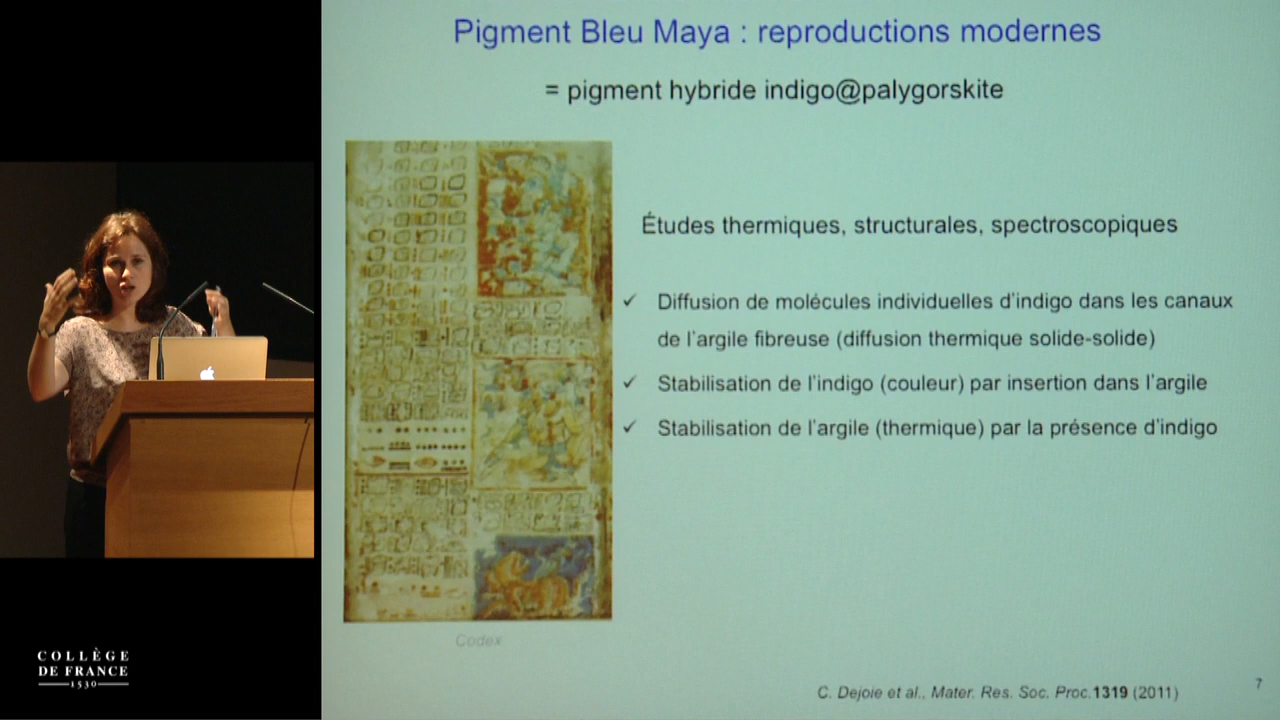 Pigment Bleu Maya : reproductions modernes
= pigment hybride indigo@palygorskite
Études thermiques, structurales, spectroscopiques
✓ Diffusion de molécules individuelles d'indigo dans les canaux
de l'argile fibreuse (diffusion thermique solide-solide)
✓ Stabilisation de l'indigo (couleur) par insertion dans l'argile
✓ Stabilisation de l'argile (thermique) par la présence d'indigo
Codex
C. Dejoie et al., Mater. Res. Soc. Proc.1319 (2011)
7
COLLÈGE
DE FRANCE
1530